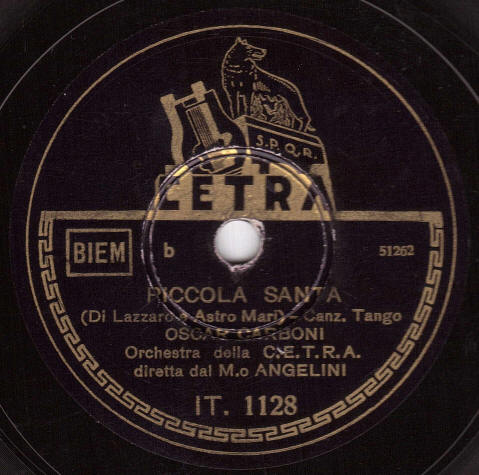 S.P.Q.R.
CETRA
BIEM b 51262
PICCOLA SANTA
(Di Lazzaro e Astro Mari) - Canz. Tango
OSCAR CARBONI
Orchestra della C.E.T.R.A.
diretta dal M.o ANGELINI
IT. 1128